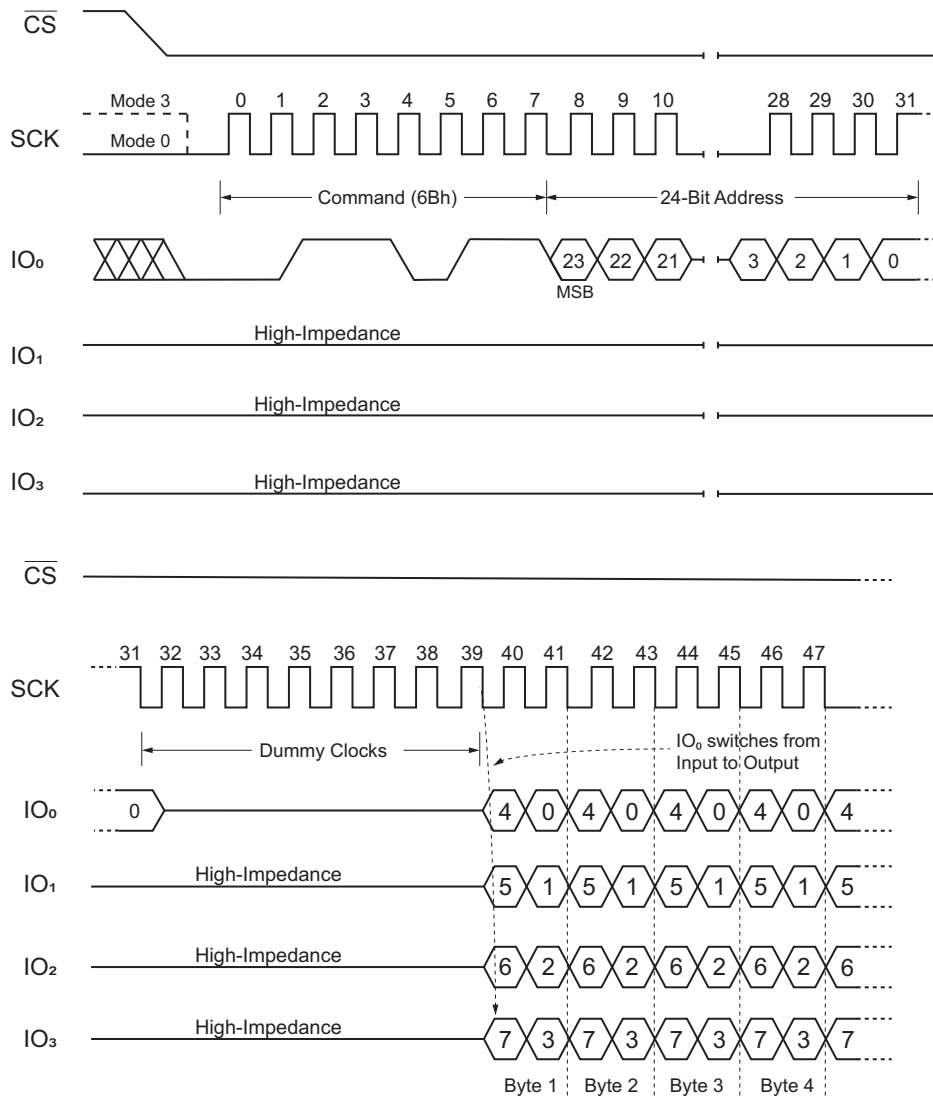 CS
Mode 3
0 1 2 3 4 5 6 7 8 9 10 28 29 30 31
SCK
Mode 0
Command (6Bh) 24-Bit Address
IO₀
23 22 21 3 2 1 0
MSB
High-Impedance
IO₁
High-Impedance
IO₂
High-Impedance
IO₃
CS
31 32 33 34 35 36 37 38 39 40 41 42 43 44 45 46 47
SCK
Dummy Clocks
IO₀ switches from
Input to Output
IO₀ 0 4 0 4 0 4 0 4 0 4
IO₁ High-Impedance 5 1 5 1 5 1 5 1 5
IO₂ High-Impedance 6 2 6 2 6 2 6 2 6
IO₃ High-Impedance 7 3 7 3 7 3 7 3 7
Byte 1 Byte 2 Byte 3 Byte 4